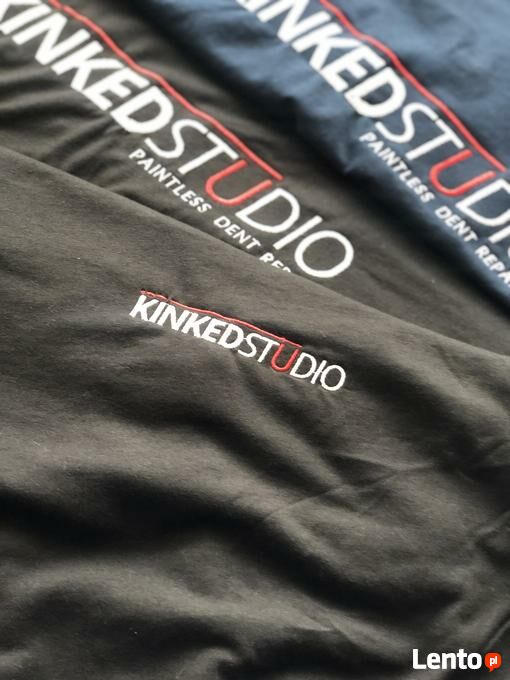 KINKEDSTUDIO
PAINTLESS DENT
KINKEDSTUDIO
PAINTLESS DENT REPA
KINKEDSTUDIO
Lento pl